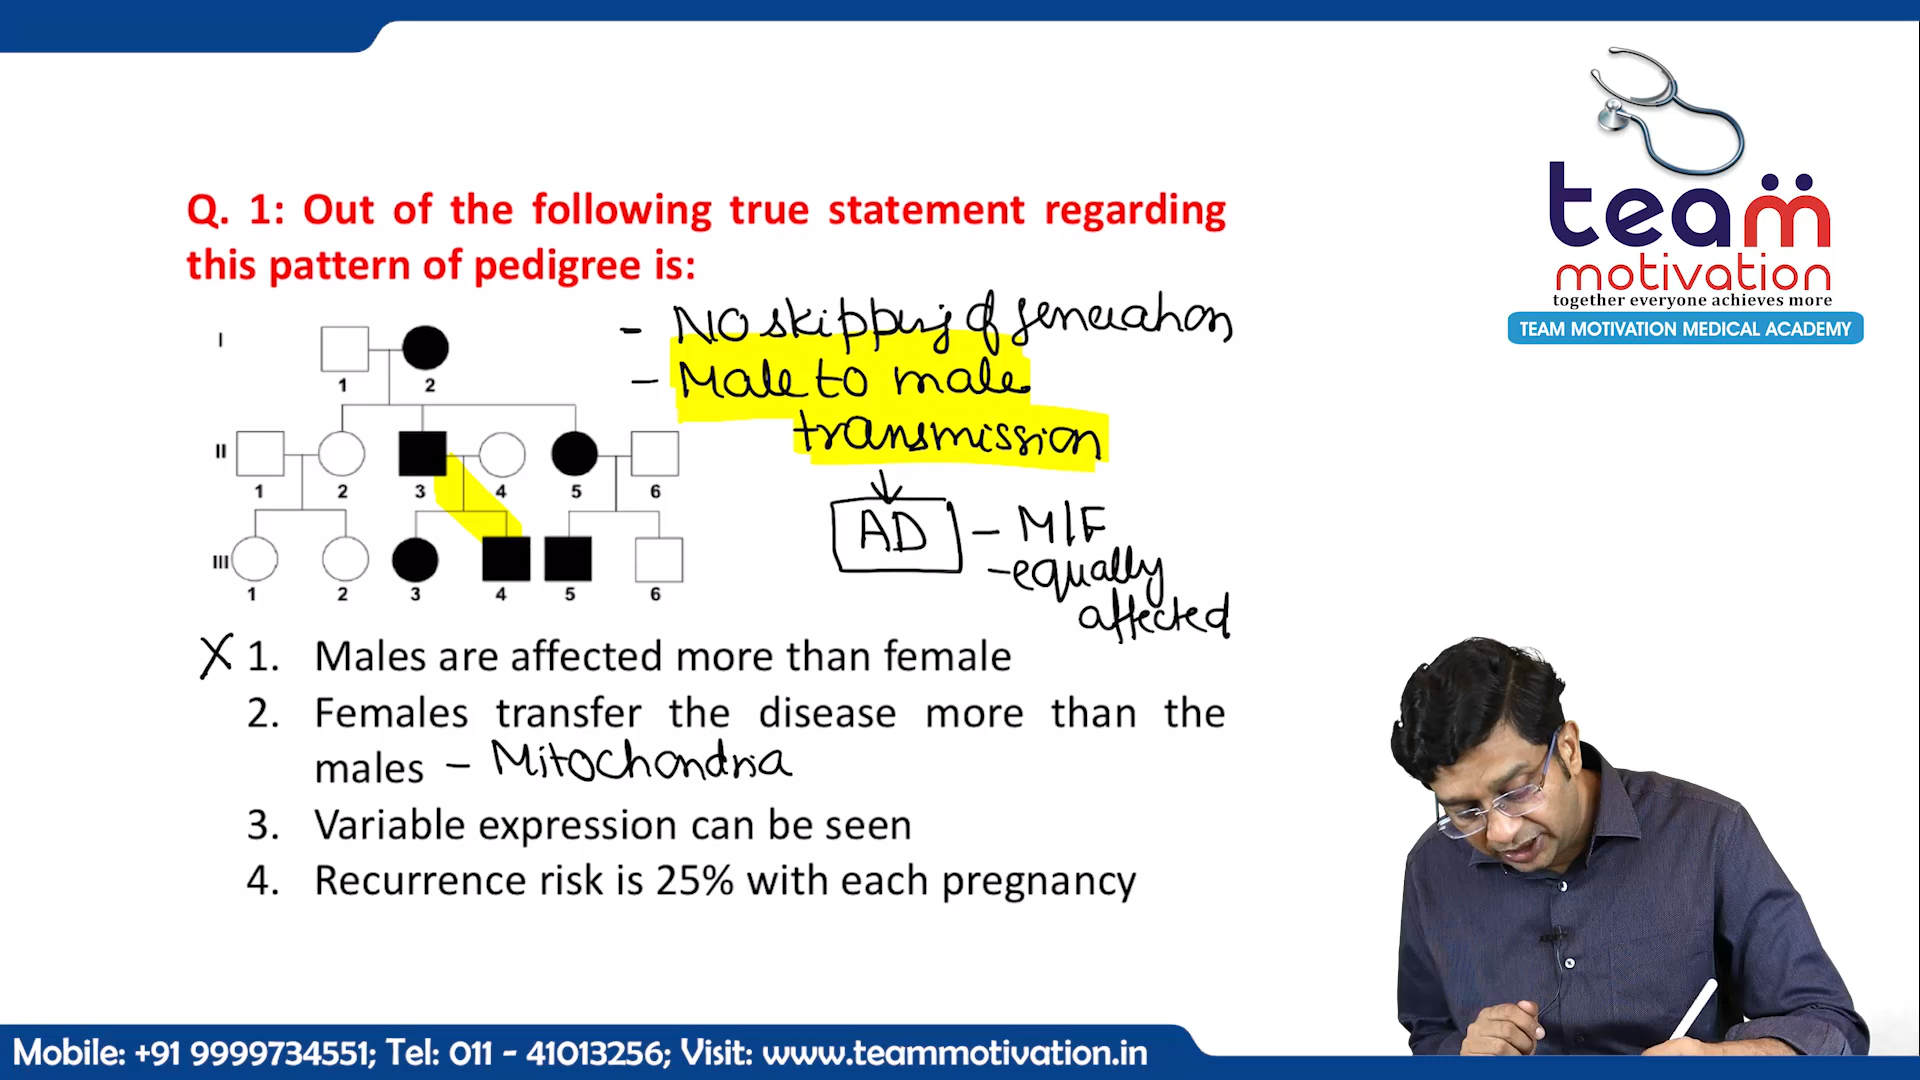 team
motivation
together everyone achieves more
TEAM MOTIVATION MEDICAL ACADEMY
Q. 1: Out of the following true statement regarding
this pattern of pedigree is:
I
1 2
- No skipping of generation
- Male to male
transmission
II
1 2 3 4 5 6
AD - M/F
- equally
affected
III
1 2 3 4 5 6
X 1. Males are affected more than female
2. Females transfer the disease more than the
males - Mitochondria
3. Variable expression can be seen
4. Recurrence risk is 25% with each pregnancy
Mobile: +91 9999734551; Tel: 011 - 41013256; Visit: www.teammotivation.in